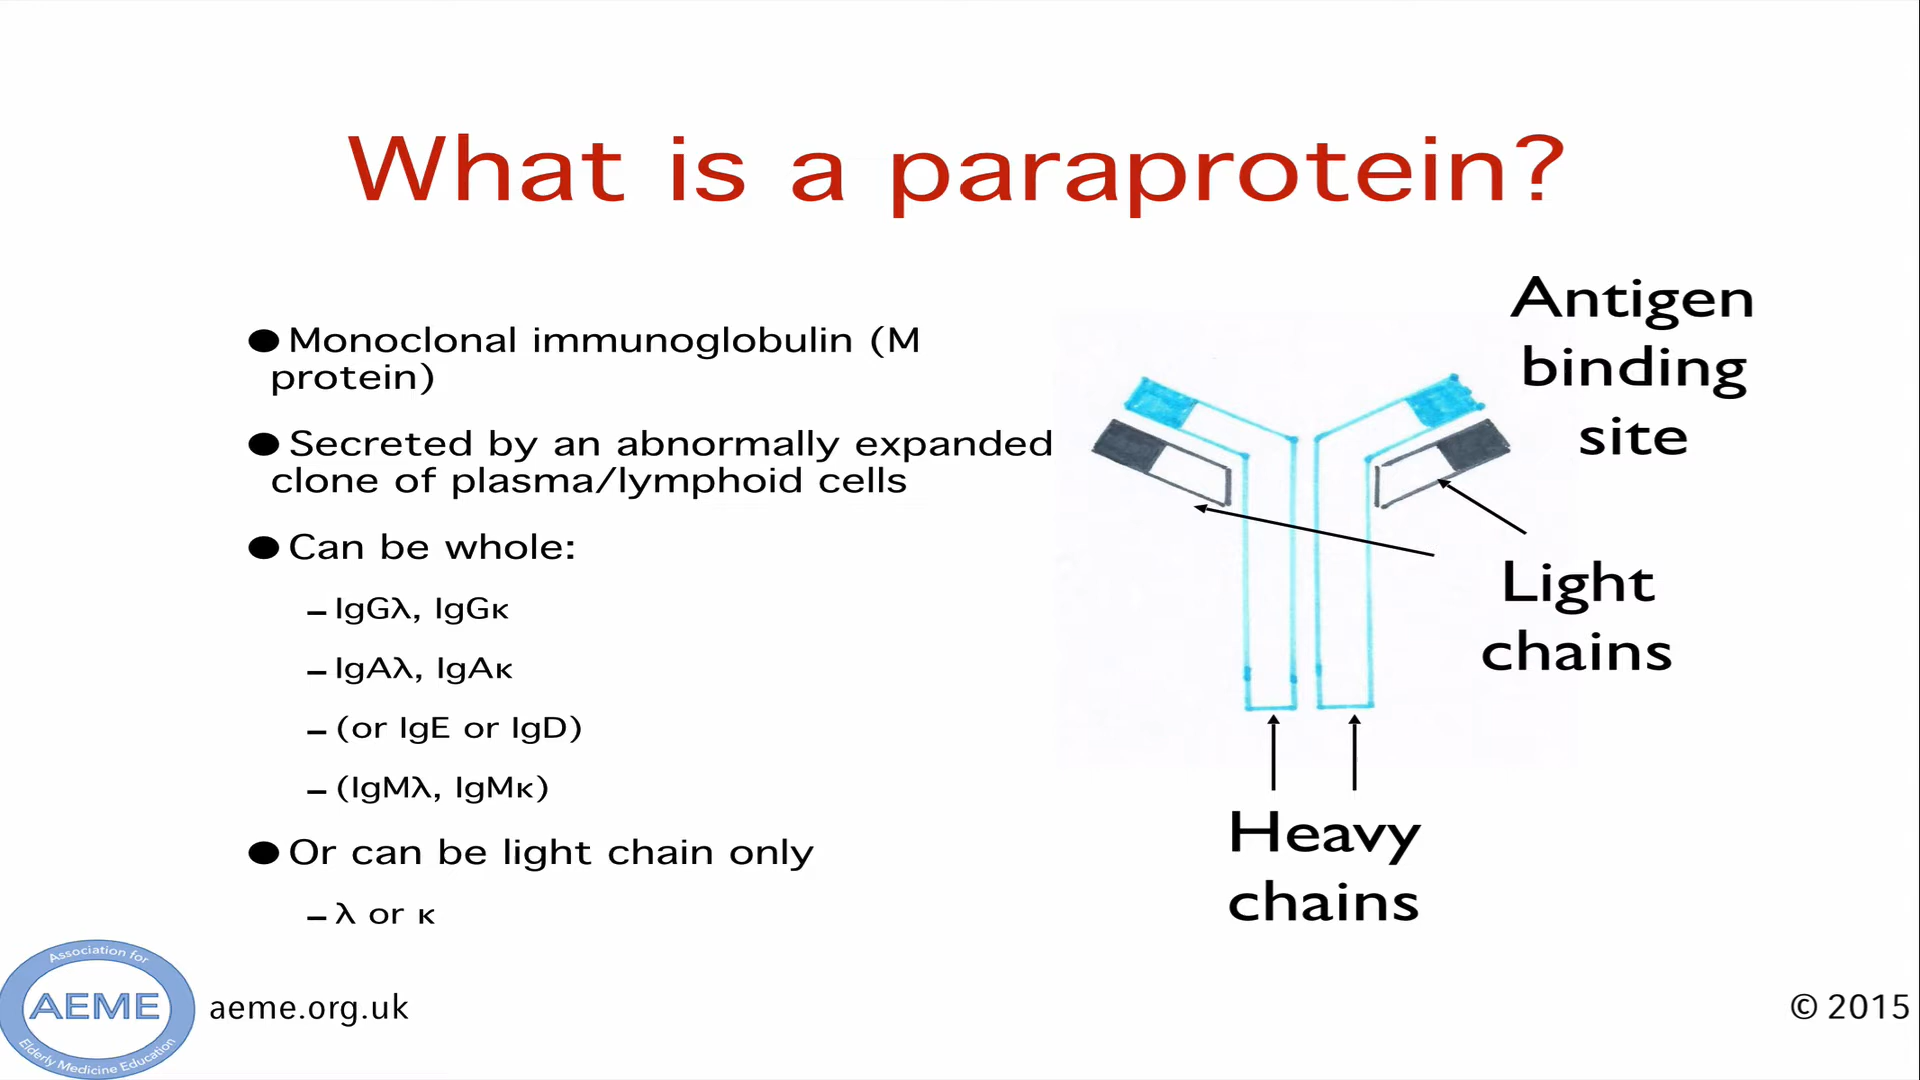 What is a paraprotein?
● Monoclonal immunoglobulin (M
protein)
● Secreted by an abnormally expanded
clone of plasma/lymphoid cells
● Can be whole:
– IgGλ, IgGκ
– IgAλ, IgAκ
– (or IgE or IgD)
– (IgMλ, IgMκ)
● Or can be light chain only
– λ or κ
Antigen
binding
site
Light
chains
Heavy
chains
Association for
AEME
Elderly Medicine Education
aeme.org.uk
© 2015